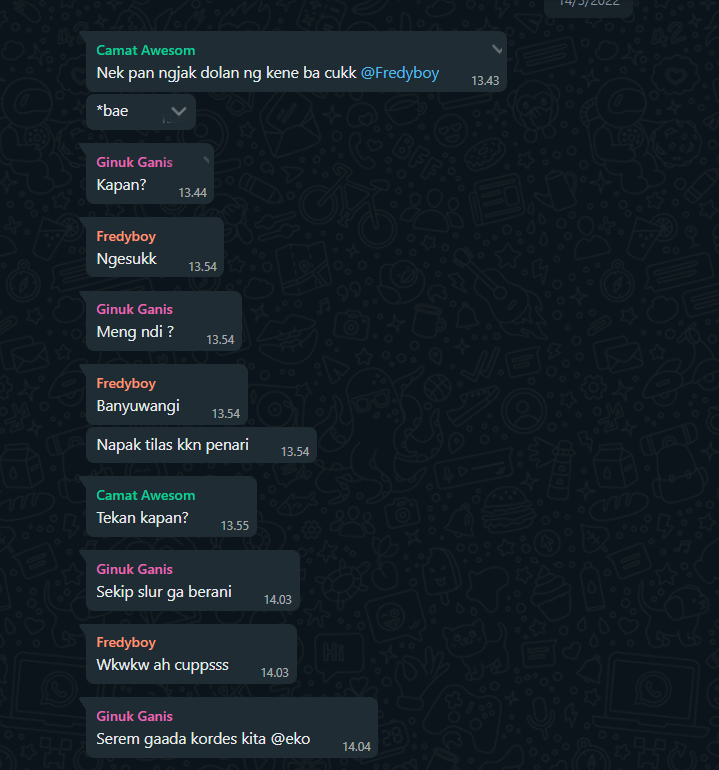 14/5/2022
Camat Awesom
Nek pan ngjak dolan ng kene ba cukk @Fredyboy
13.43
*bae
Ginuk Ganis
Kapan?
13.44
Fredyboy
Ngesukk
13.54
Ginuk Ganis
Meng ndi ?
13.54
Fredyboy
Banyuwangi
13.54
Napak tilas kkn penari
13.54
Camat Awesom
Tekan kapan?
13.55
Ginuk Ganis
Sekip slur ga berani
14.03
Fredyboy
Wkwkw ah cuppsss
14.03
Ginuk Ganis
Serem gaada kordes kita @eko
14.04